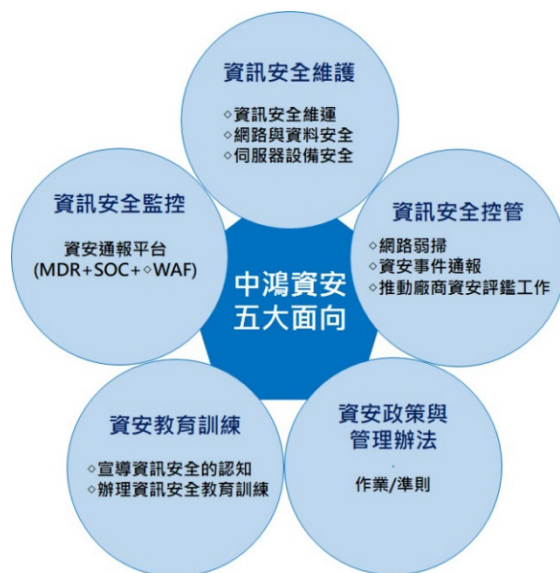 資訊安全維護
◇資訊安全維運
◇網路與資料安全
◇伺服器設備安全
資訊安全監控
資安通報平台
(MDR+SOC+◇WAF)
資訊安全控管
◇網路弱掃
◇資安事件通報
◇推動廠商資安評鑑工作
中鴻資安
五大面向
資安教育訓練
◇宣導資訊安全的認知
◇辦理資訊安全教育訓練
資安政策與
管理辦法
作業/準則